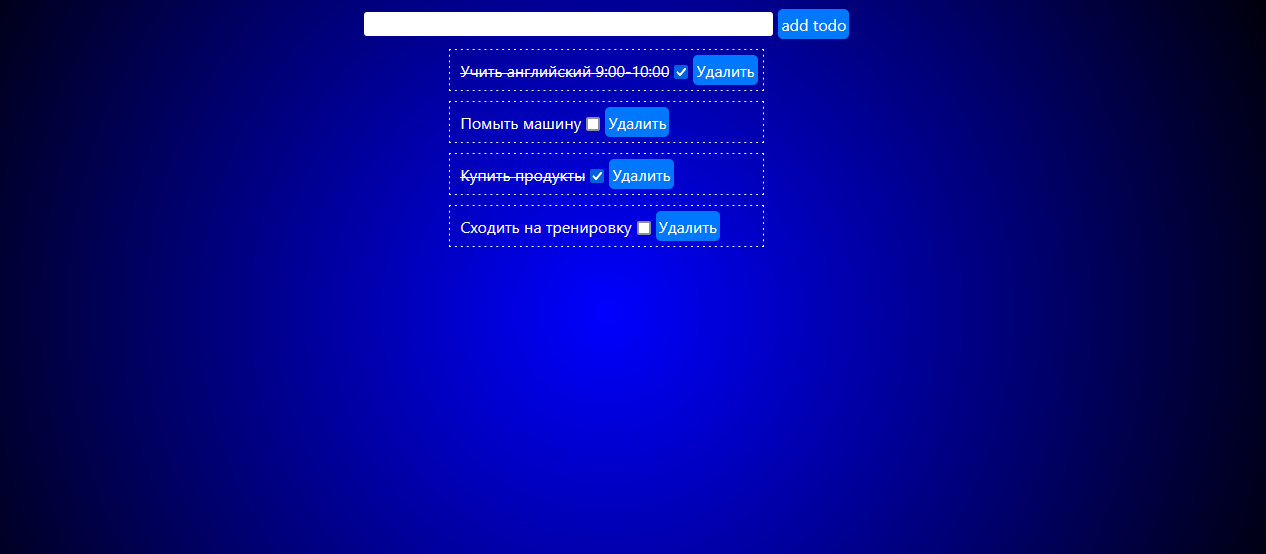 add todo
Учить английский 9:00-10:00 Удалить
Помыть машину Удалить
Купить продукты Удалить
Сходить на тренировку Удалить